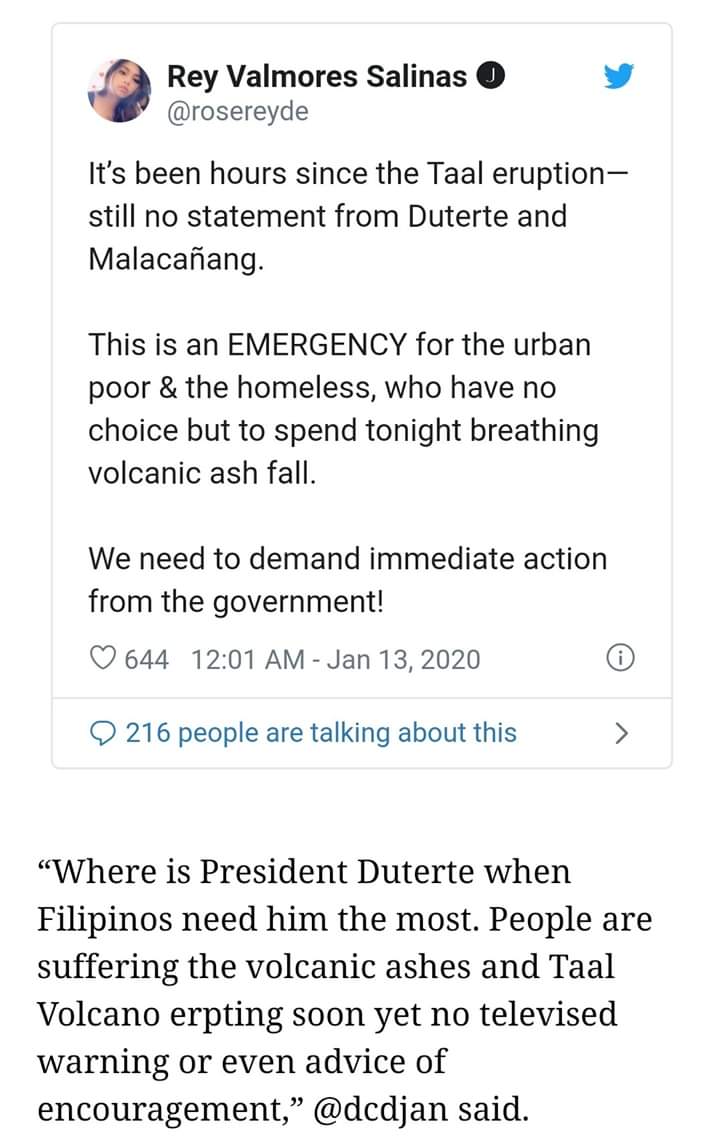 Rey Valmores Salinas J
@rosereyde
It’s been hours since the Taal eruption—
still no statement from Duterte and
Malacañang.
This is an EMERGENCY for the urban
poor & the homeless, who have no
choice but to spend tonight breathing
volcanic ash fall.
We need to demand immediate action
from the government!
644 12:01 AM - Jan 13, 2020
216 people are talking about this
“Where is President Duterte when
Filipinos need him the most. People are
suffering the volcanic ashes and Taal
Volcano erpting soon yet no televised
warning or even advice of
encouragement,” @dcdjan said.